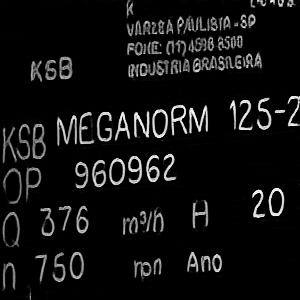 VARZEA PAULISTA - SP
FONE: (11) 4596 8500
INDUSTRIA BRASILEIRA
KSB
KSB MEGANORM 125-2
OP 960962
Q 376 m³/h H 20
n 750 rpm Ano